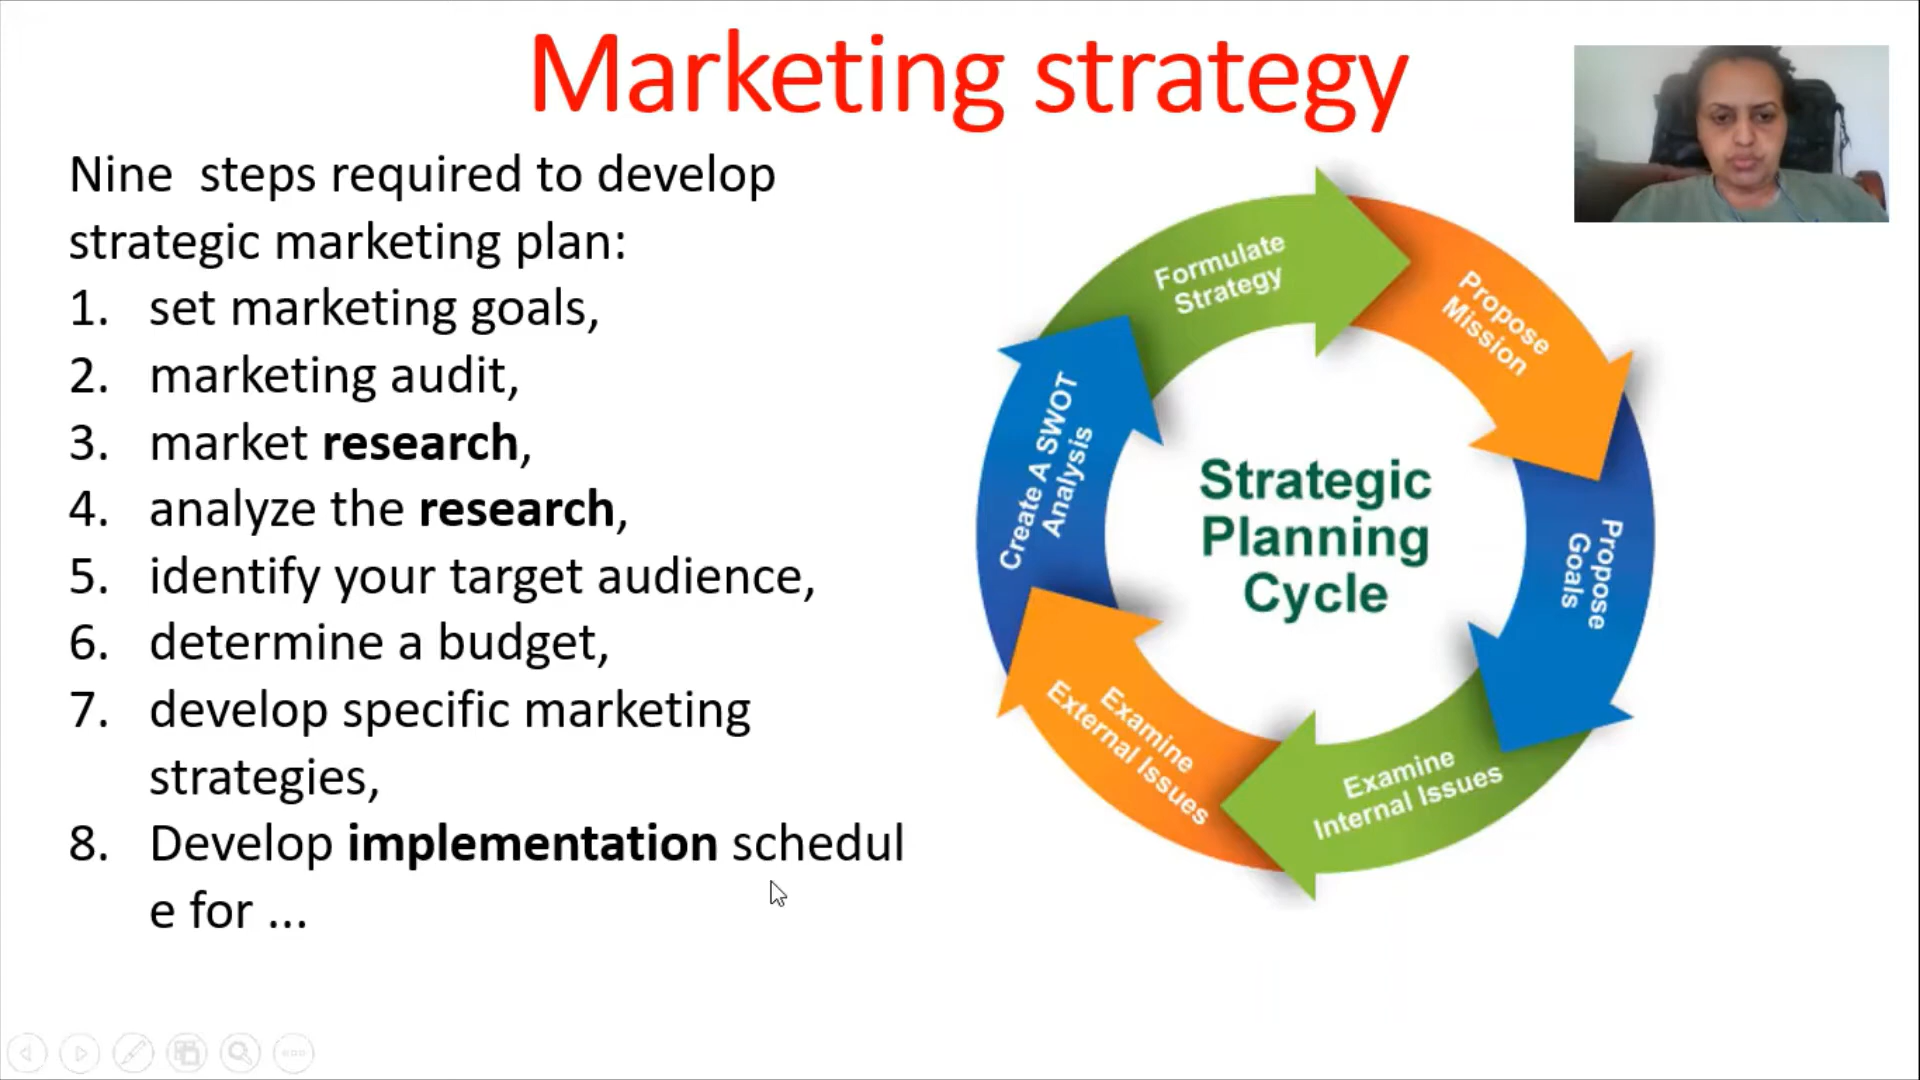 Marketing strategy
Nine  steps required to develop
strategic marketing plan:
1. set marketing goals,
2. marketing audit,
3. market research,
4. analyze the research,
5. identify your target audience,
6. determine a budget,
7. develop specific marketing
strategies,
8. Develop implementation schedul
e for ...
Formulate
Strategy
Propose
Mission
Propose
Goals
Examine
Internal Issues
Examine
External Issues
Create A SWOT
Analysis
Strategic
Planning
Cycle